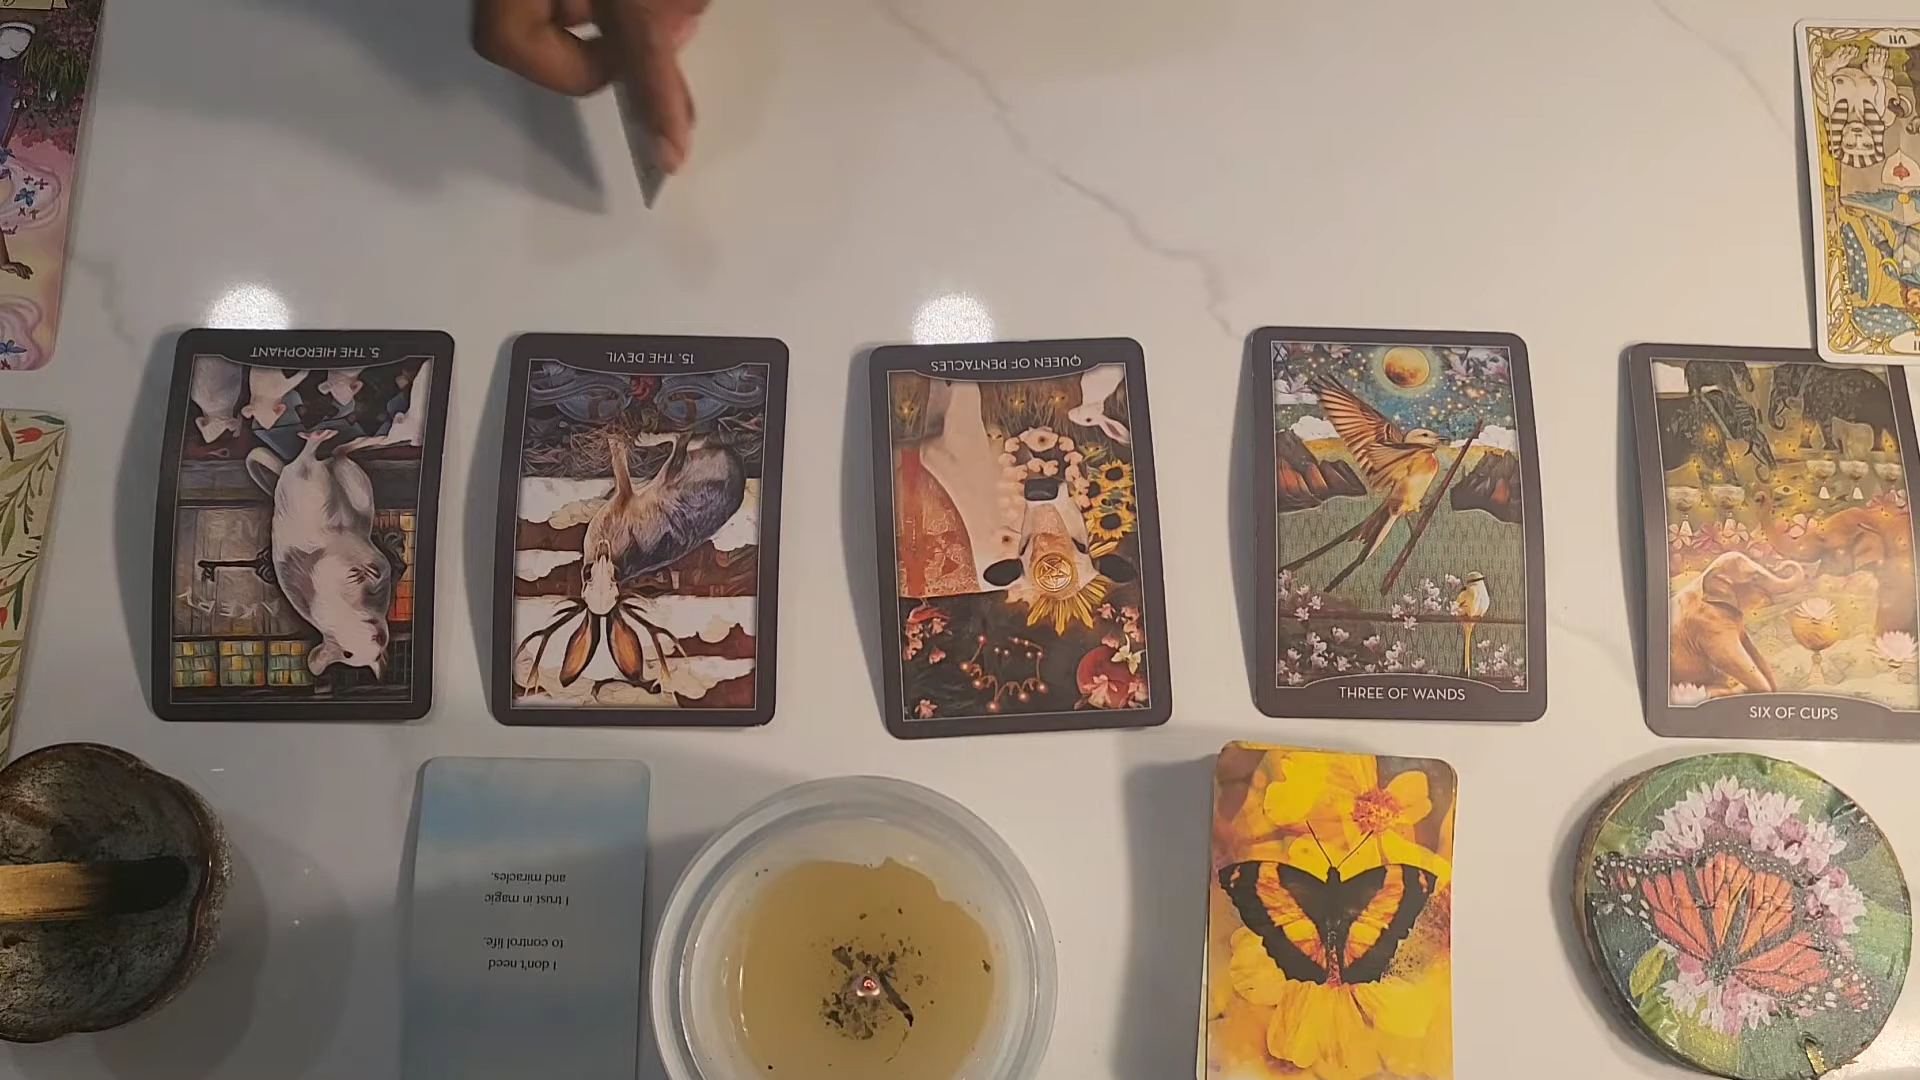 5. THE HIEROPHANT
15. THE DEVIL
QUEEN OF PENTACLES
THREE OF WANDS
SIX OF CUPS
VII
I don't need
to control life.
I trust in magic
and miracles.